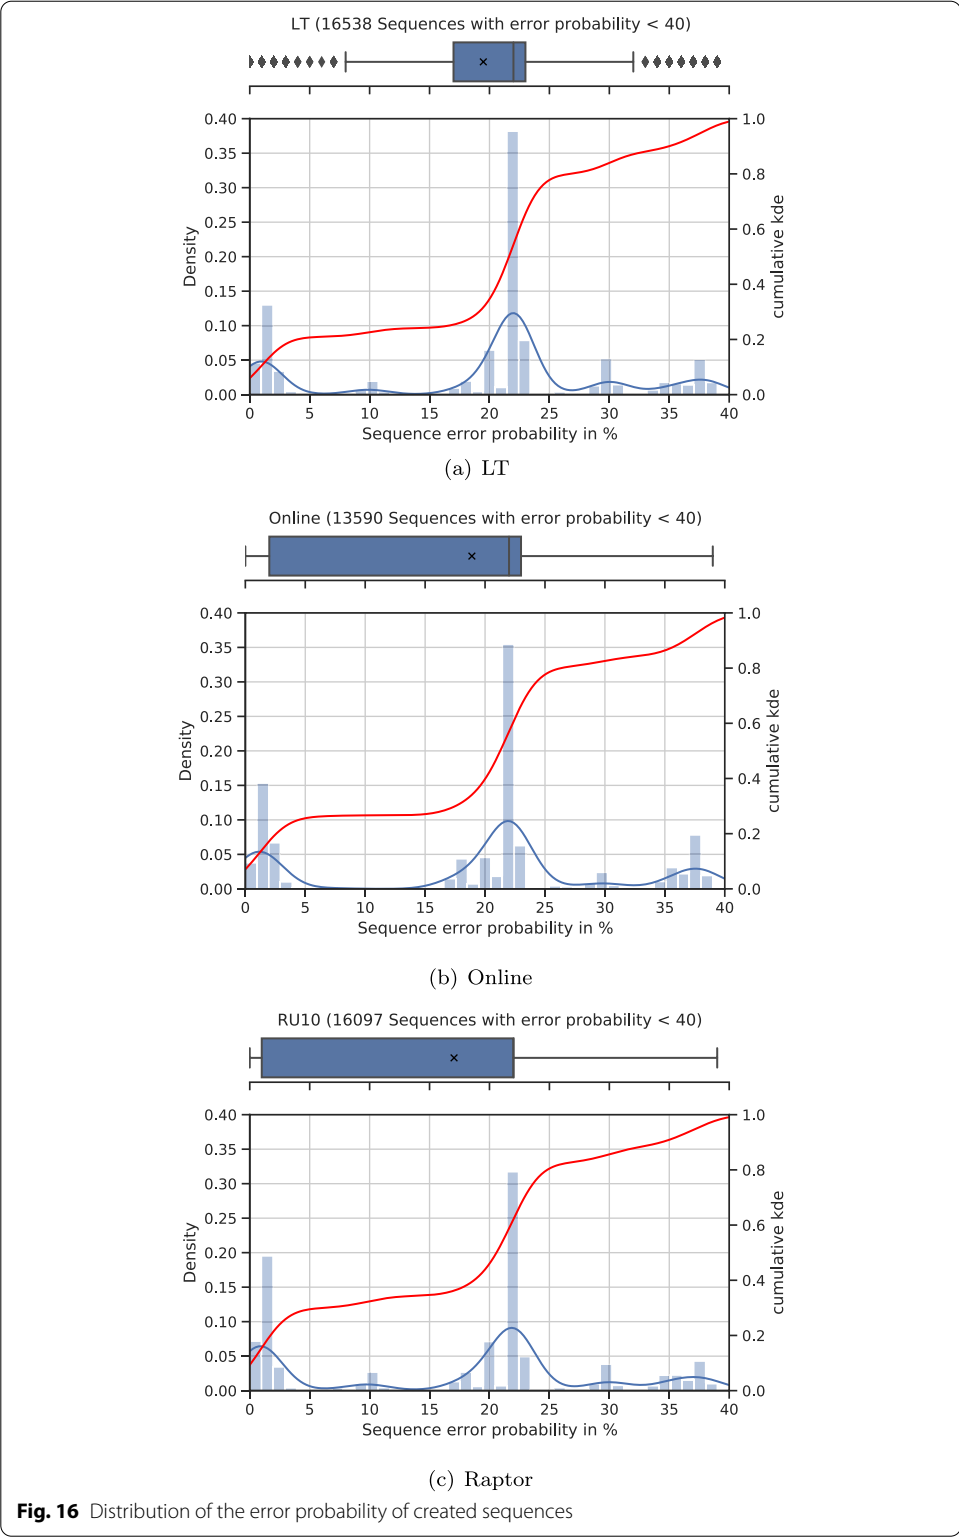 LT (16538 Sequences with error probability < 40)
0.40
0.35
0.30
0.25
0.20
0.15
0.10
0.05
0.00
Density
1.0
0.8
0.6
0.4
0.2
0.0
cumulative kde
0 5 10 15 20 25 30 35 40
Sequence error probability in %
(a) LT
Online (13590 Sequences with error probability < 40)
0.40
0.35
0.30
0.25
0.20
0.15
0.10
0.05
0.00
Density
1.0
0.8
0.6
0.4
0.2
0.0
cumulative kde
0 5 10 15 20 25 30 35 40
Sequence error probability in %
(b) Online
RU10 (16097 Sequences with error probability < 40)
0.40
0.35
0.30
0.25
0.20
0.15
0.10
0.05
0.00
Density
1.0
0.8
0.6
0.4
0.2
0.0
cumulative kde
0 5 10 15 20 25 30 35 40
Sequence error probability in %
(c) Raptor
Fig. 16 Distribution of the error probability of created sequences